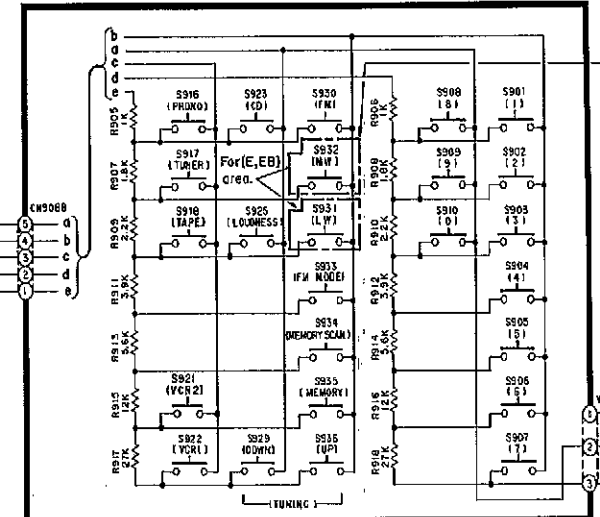 b
a
c
d
e
S916
(PHONO)
S923
(CD)
S930
(FM)
S908
(8)
S901
(1)
R905
1K
R906
1K
S917
(TUNER)
For(E,EB)
area.
S932
(MW)
S909
(9)
S902
(2)
R907
1.8K
R908
1.8K
S918
(TAPE)
S925
(LOUDNESS)
S931
(LW)
S910
(0)
S903
(3)
R909
2.2K
R910
2.2K
CN908B
5 a
4 b
3 c
2 d
1 e
S933
(FM MODE)
S904
(4)
R911
3.9K
R912
3.9K
S934
(MEMORY SCAN)
S905
(5)
R913
5.6K
R914
5.6K
S921
(VCR2)
S935
(MEMORY)
S906
(6)
R915
12K
R916
12K
S922
(VCR1)
S929
(DOWN)
S936
(UP)
S907
(7)
R917
27K
R918
27K
2
3
(TUNING)